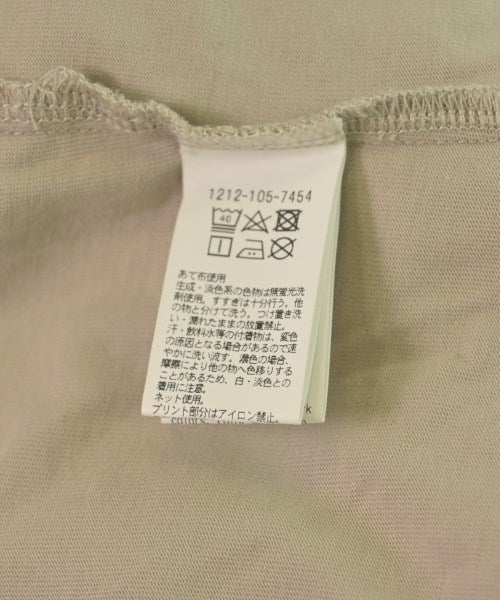 1212-105-7454
40
あて布使用
生成・淡色系の色物は無蛍光洗
剤使用。すすぎは十分行う。他
の物と分けて洗う。つけ置き洗
い・濡れたままの放置禁止。
汗・飲料水等の付着物は、変色
の原因となる場合があるので速
やかに洗い流す。濃色の場合、
摩擦により他の物へ色移りする
ことがあるため、白・淡色との
着用に注意。
ネット使用。
プリント部分はアイロン禁止。